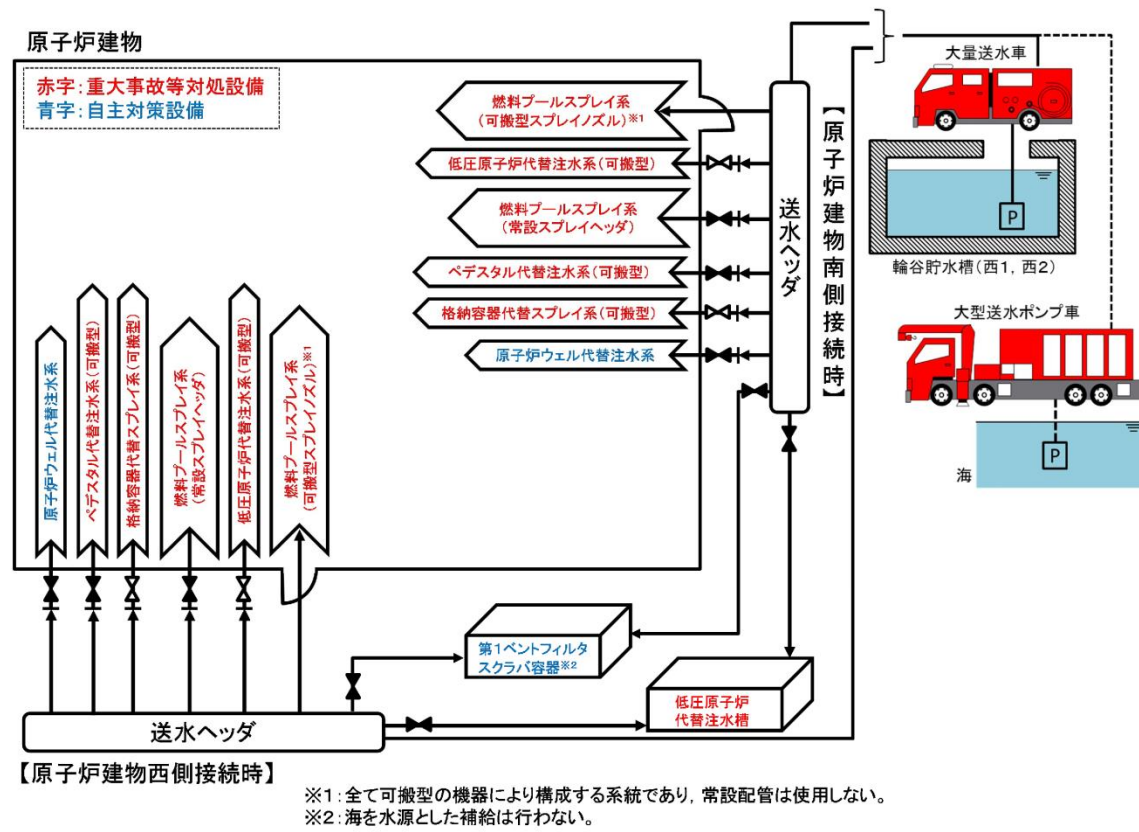 原子炉建物
赤字:重大事故等対処設備
青字:自主対策設備
燃料プールスプレイ系
(可搬型スプレイノズル)※1
低圧原子炉代替注水系(可搬型)
燃料プールスプレイ系
(常設スプレイヘッダ)
ペデスタル代替注水系(可搬型)
格納容器代替スプレイ系(可搬型)
原子炉ウェル代替注水系
送水ヘッダ
【原子炉建物南側接続時】
大量送水車
P
輪谷貯水槽(西1,西2)
大型送水ポンプ車
P
海
原子炉ウェル代替注水系
ペデスタル代替注水系(可搬型)
格納容器代替スプレイ系(可搬型)
燃料プールスプレイ系
(常設スプレイヘッダ)
低圧原子炉代替注水系(可搬型)
燃料プールスプレイ系
(可搬型スプレイノズル)※1
第1ベントフィルタ
スクラバ容器※2
低圧原子炉
代替注水槽
送水ヘッダ
【原子炉建物西側接続時】
※1:全て可搬型の機器により構成する系統であり,常設配管は使用しない。
※2:海を水源とした補給は行わない。